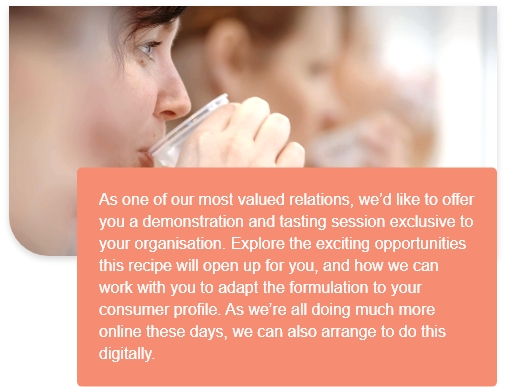 As one of our most valued relations, we’d like to offer
you a demonstration and tasting session exclusive to
your organisation. Explore the exciting opportunities
this recipe will open up for you, and how we can
work with you to adapt the formulation to your
consumer profile. As we’re all doing much more
online these days, we can also arrange to do this
digitally.